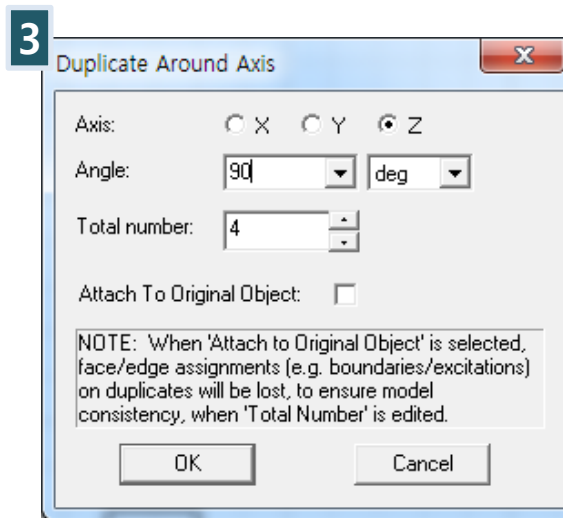 3
Duplicate Around Axis
Axis: X Y Z
Angle: 90 deg
Total number: 4
Attach To Original Object:
NOTE: When 'Attach to Original Object' is selected,
face/edge assignments (e.g. boundaries/excitations)
on duplicates will be lost, to ensure model
consistency, when 'Total Number' is edited.
OK Cancel